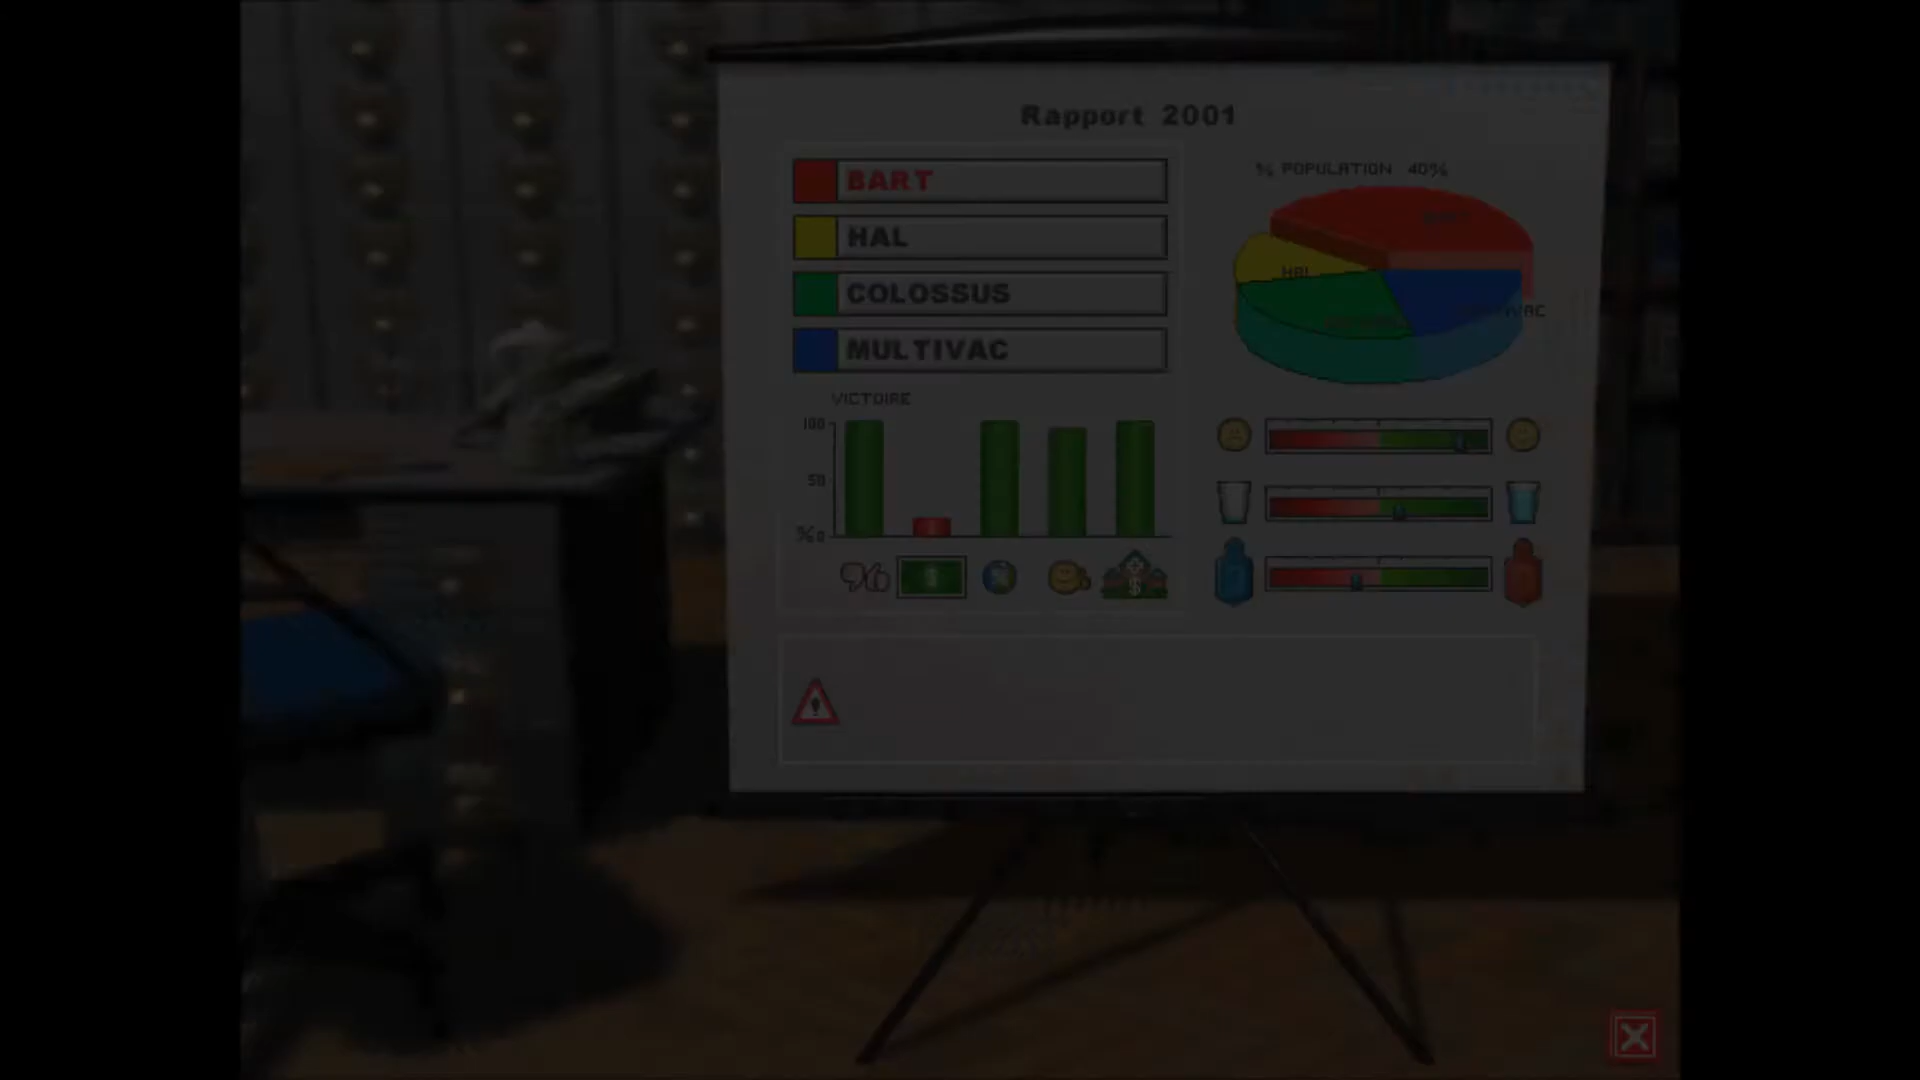 Rapport 2001
BART
HAL
COLOSSUS
MULTIVAC
% POPULATION 40%
HAL
VICTOIRE
100
50
% 0
$
$